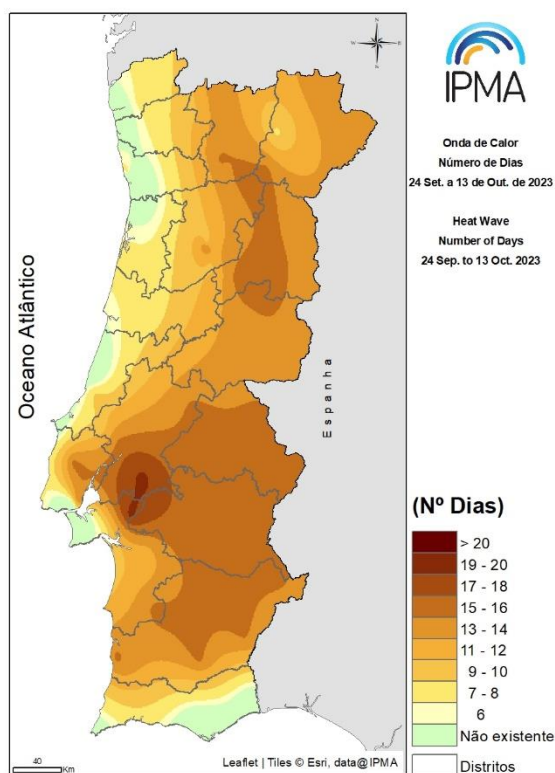 IPMA
Onda de Calor
Número de Dias
24 Set. a 13 de Out. de 2023
Heat Wave
Number of Days
24 Sep. to 13 Oct. 2023
N
W
E
S
Oceano Atlântico
Espanha
(Nº Dias)
> 20
19 - 20
17 - 18
15 - 16
13 - 14
11 - 12
9 - 10
7 - 8
6
Não existente
Distritos
40
Km
Leaflet | Tiles © Esri, data@IPMA